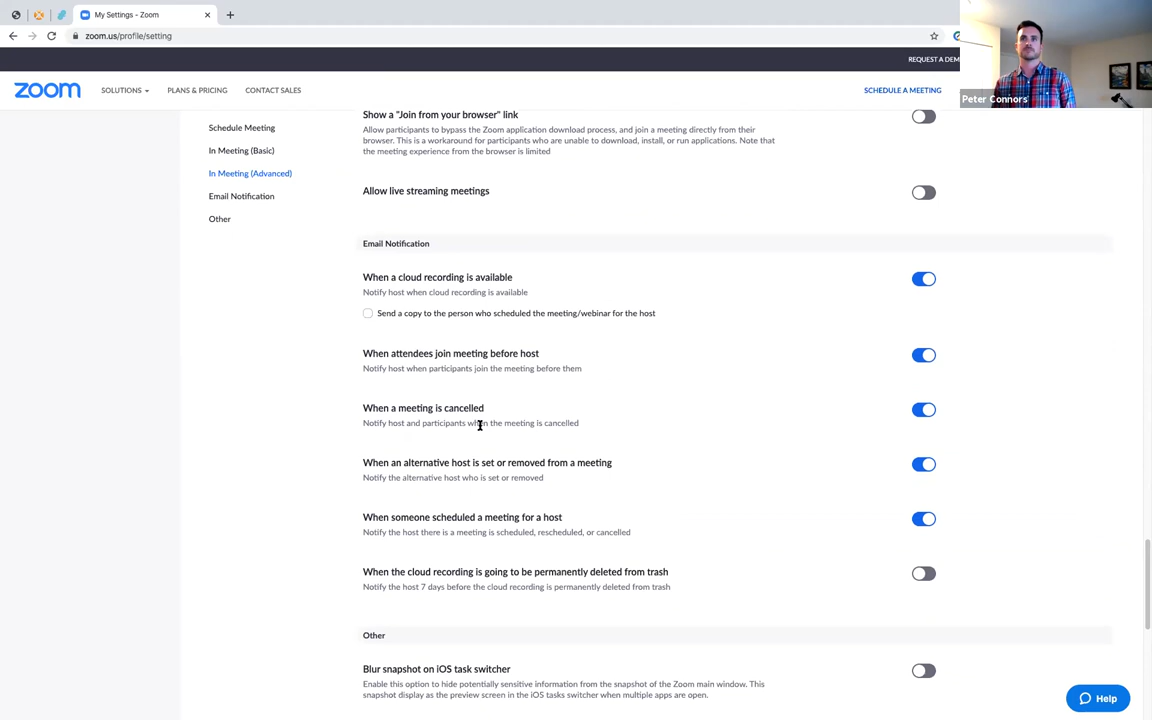 My Settings - Zoom
zoom.us/profile/setting
REQUEST A DEM
zoom
SOLUTIONS
PLANS & PRICING
CONTACT SALES
SCHEDULE A MEETING
Peter Connors
Schedule Meeting
In Meeting (Basic)
In Meeting (Advanced)
Email Notification
Other
Show a "Join from your browser" link
Allow participants to bypass the Zoom application download process, and join a meeting directly from their
browser. This is a workaround for participants who are unable to download, install, or run applications. Note that
the meeting experience from the browser is limited
Allow live streaming meetings
Email Notification
When a cloud recording is available
Notify host when cloud recording is available
Send a copy to the person who scheduled the meeting/webinar for the host
When attendees join meeting before host
Notify host when participants join the meeting before them
When a meeting is cancelled
Notify host and participants when the meeting is cancelled
When an alternative host is set or removed from a meeting
Notify the alternative host who is set or removed
When someone scheduled a meeting for a host
Notify the host there is a meeting is scheduled, rescheduled, or cancelled
When the cloud recording is going to be permanently deleted from trash
Notify the host 7 days before the cloud recording is permanently deleted from trash
Other
Blur snapshot on iOS task switcher
Enable this option to hide potentially sensitive information from the snapshot of the Zoom main window. This
snapshot display as the preview screen in the iOS tasks switcher when multiple apps are open.
Help